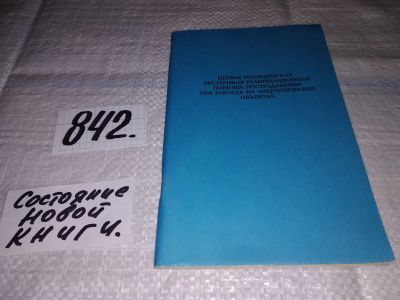 ПЕРВАЯ МЕДИЦИНСКАЯ,
ЭКСТРЕННАЯ РЕАНИМАЦИОННАЯ
ПОМОЩЬ ПОСТРАДАВШИМ
ПРИ РАБОТАХ НА ЭНЕРГЕТИЧЕСКИХ
ОБЪЕКТАХ
842.
Состояние
новой
книги.